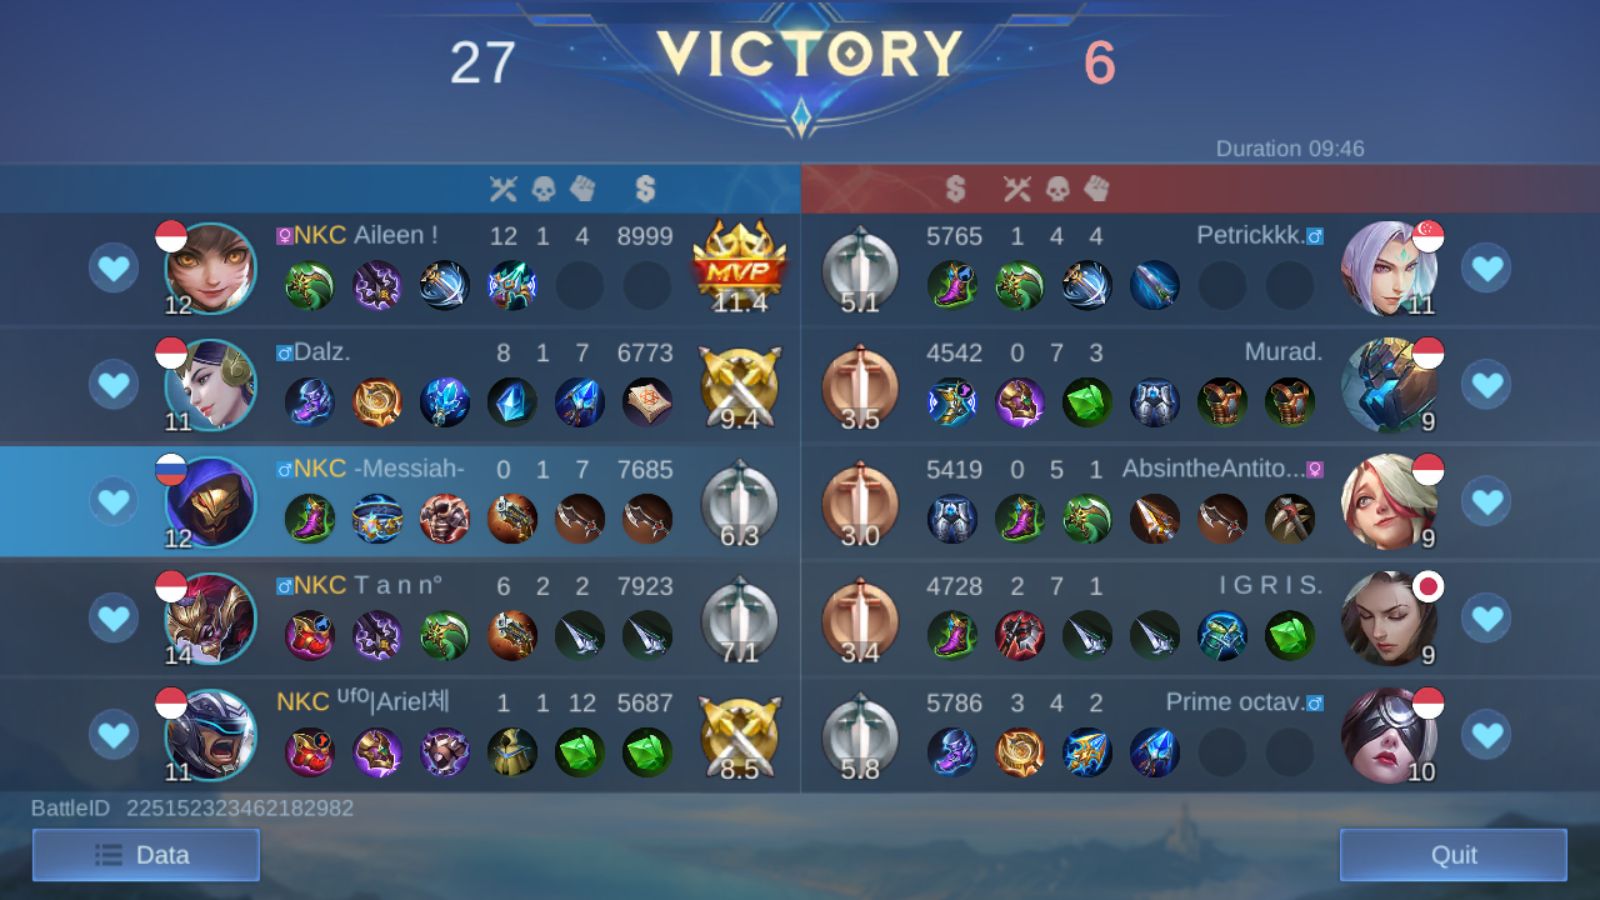 27 VICTORY 6
Duration 09:46
NKC Aileen ! 12 1 4 8999
12
MVP
11.4
5765 1 4 4 Petrickkk.
5.1
11
Dalz. 8 1 7 6773
11
9.4
4542 0 7 3 Murad.
3.5
9
NKC -Messiah- 0 1 7 7685
12
6.3
5419 0 5 1 AbsintheAntito...
3.0
9
NKC T a n n° 6 2 2 7923
14
7.1
4728 2 7 1 I G R I S.
3.4
9
NKC ᵁᶠᴼ|Ariel체 1 1 12 5687
11
8.5
5786 3 4 2 Prime octav.
5.8
10
BattleID 225152323462182982
Data
Quit